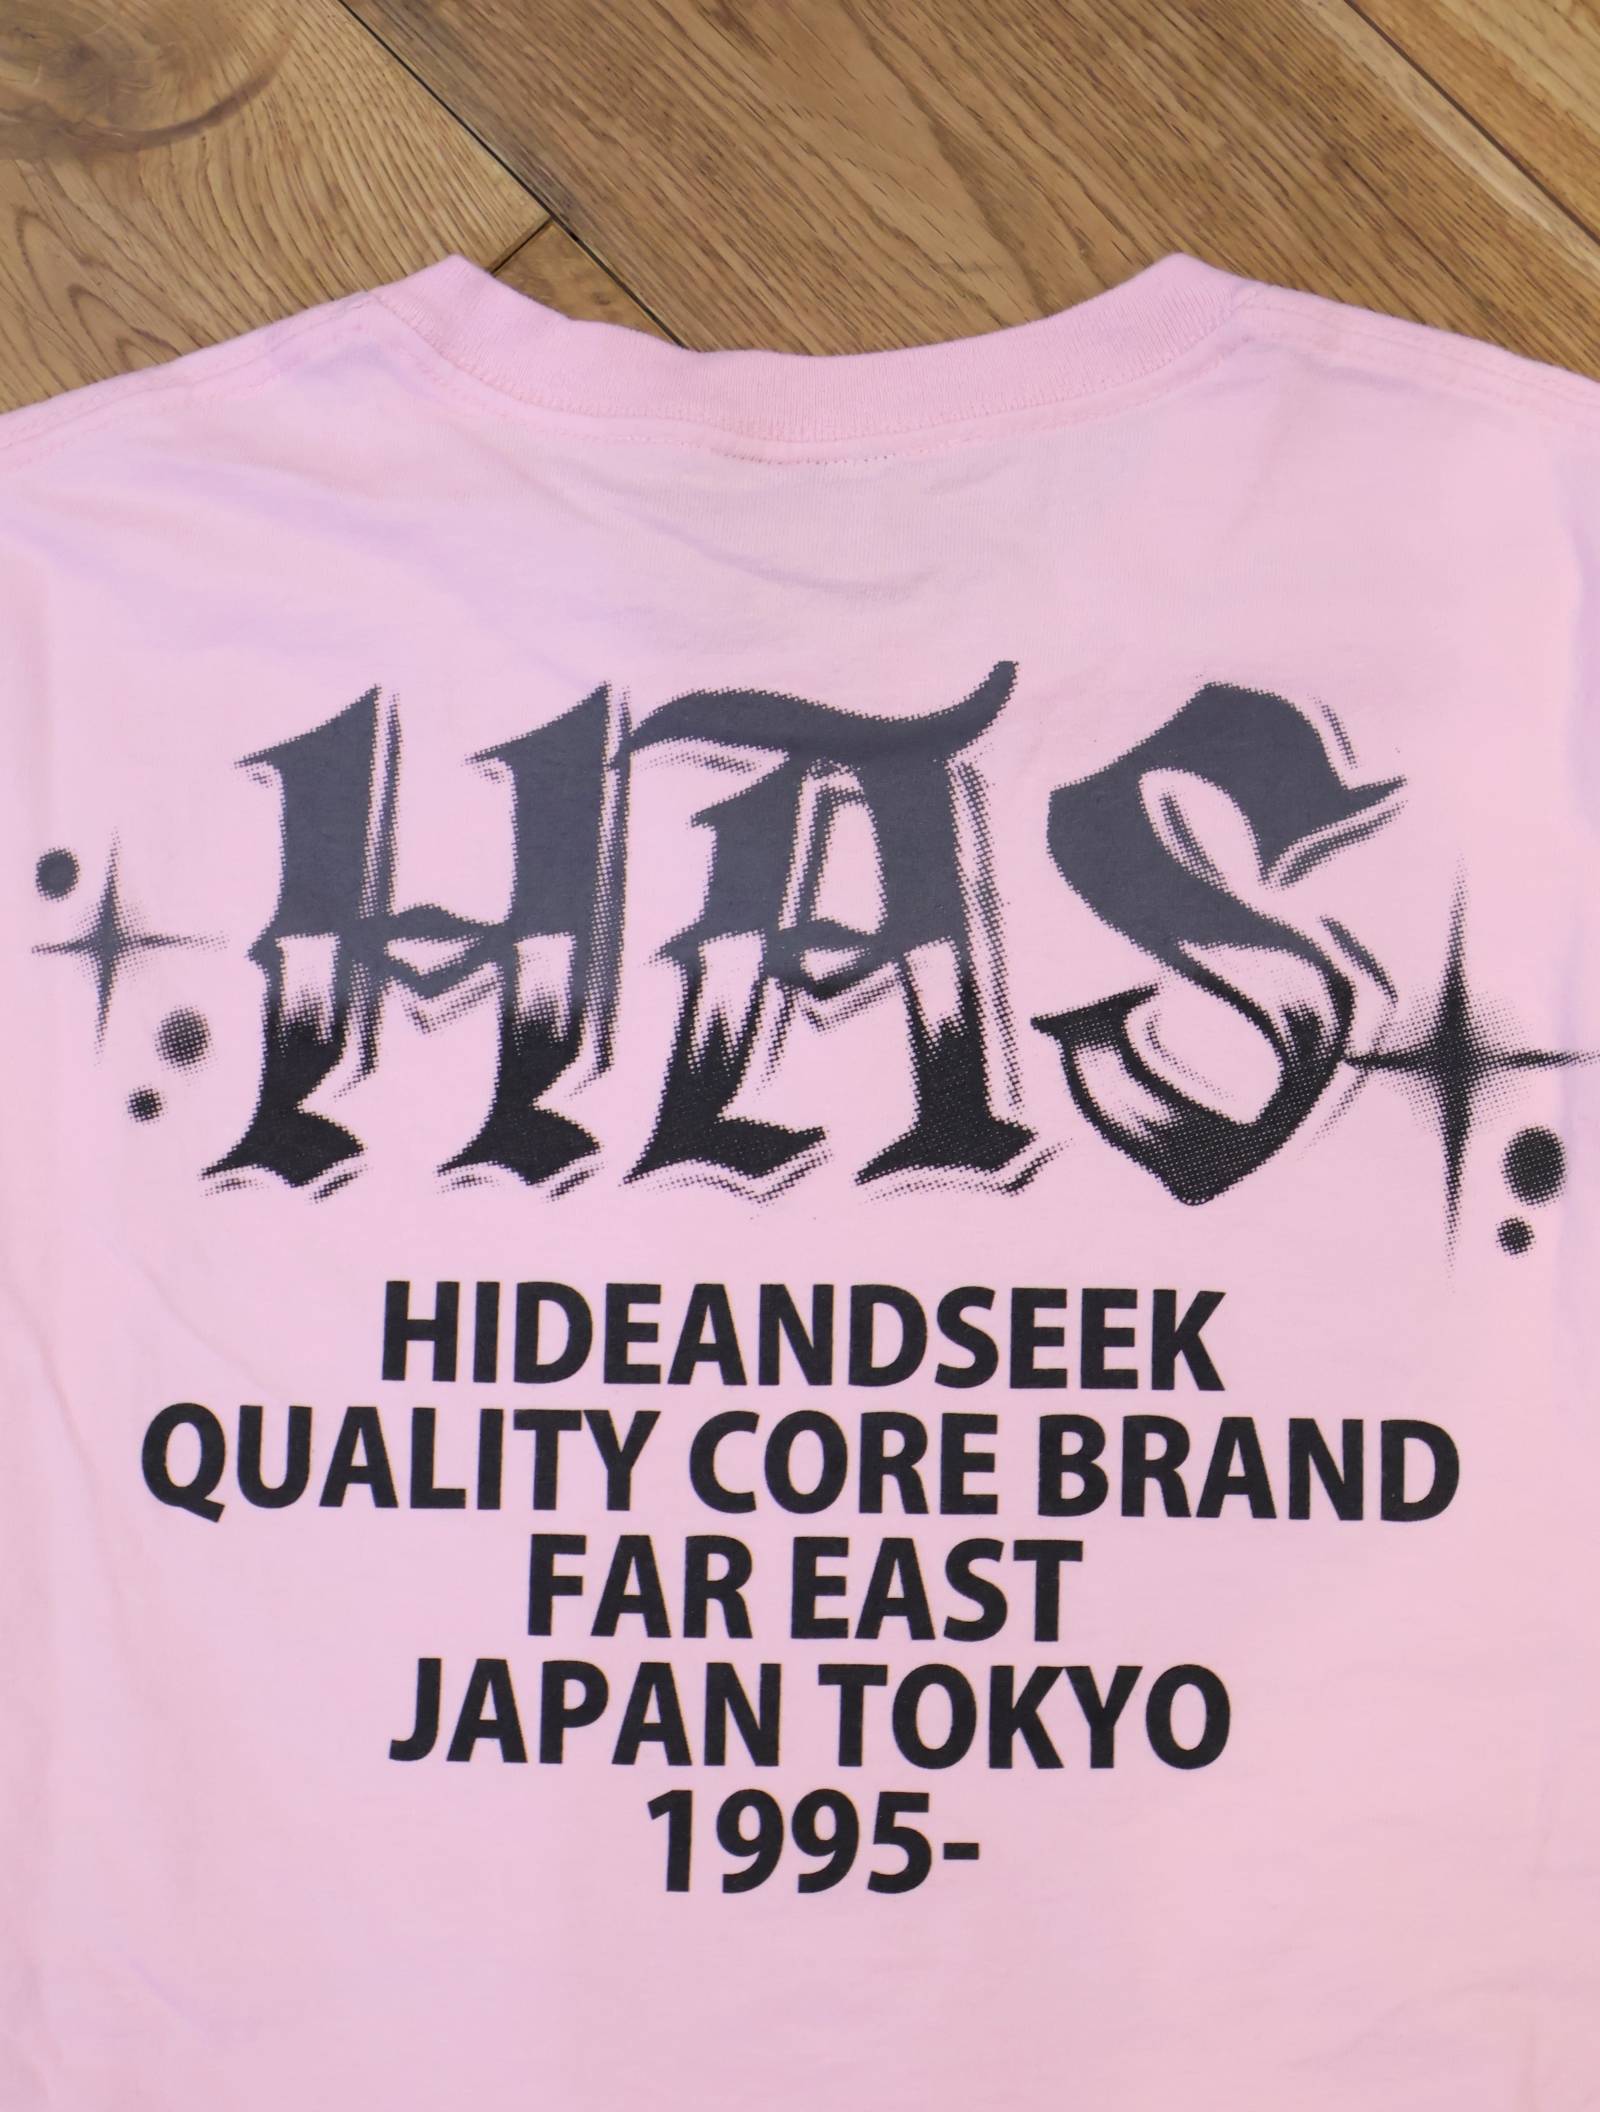 HAS
HIDEANDSEEK
QUALITY CORE BRAND
FAR EAST
JAPAN TOKYO
1995-